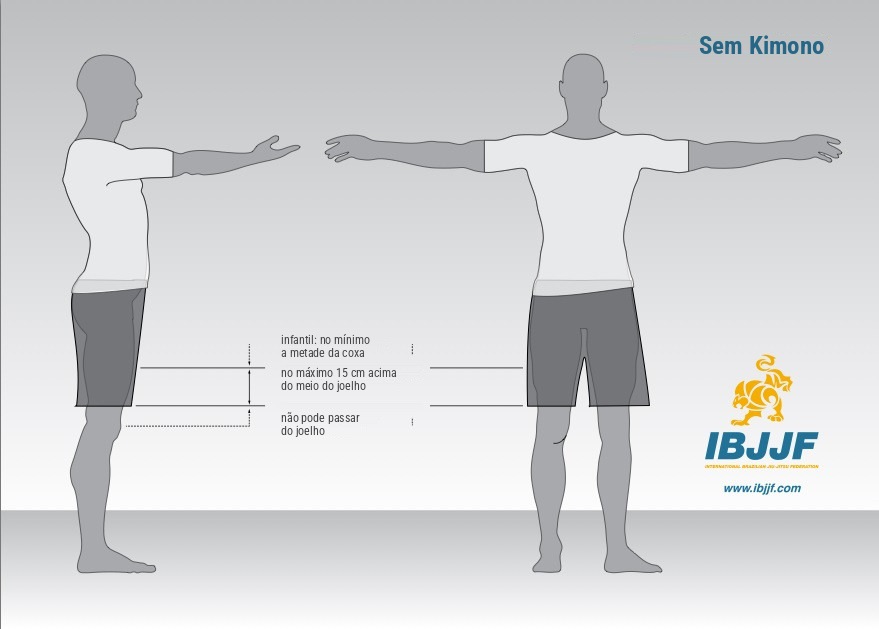 Sem Kimono
infantil: no mínimo
a metade da coxa
no máximo 15 cm acima
do meio do joelho
não pode passar
do joelho
IBJJF
INTERNATIONAL BRAZILIAN JIU-JITSU FEDERATION
www.ibjjf.com